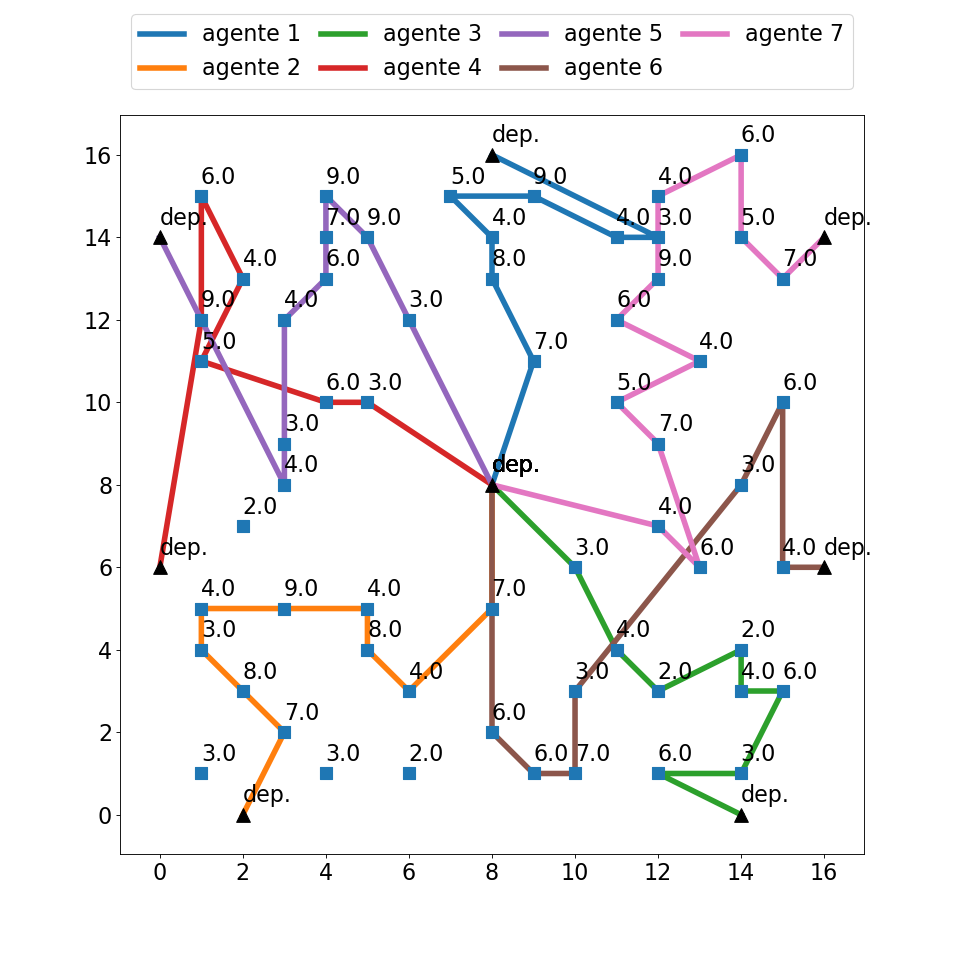 agente 1 agente 3 agente 5 agente 7
agente 2 agente 4 agente 6
dep. 6.0
16
6.0 9.0 5.0 9.0 4.0
dep. 7.0 9.0 4.0 4.0 3.0 5.0 dep.
14
4.0 6.0 8.0 9.0 7.0
9.0 4.0 3.0 6.0
12
5.0 7.0 4.0
6.0 3.0 5.0 6.0
10
3.0 7.0
4.0 dep. 3.0
8
2.0 4.0
dep. 3.0 6.0 4.0 dep.
6
4.0 9.0 4.0 7.0
3.0 8.0 4.0 2.0
4
8.0 4.0 3.0 2.0 4.0 6.0
7.0 6.0
2
3.0 3.0 2.0 6.0 7.0 6.0 3.0
dep. dep.
0
0 2 4 6 8 10 12 14 16